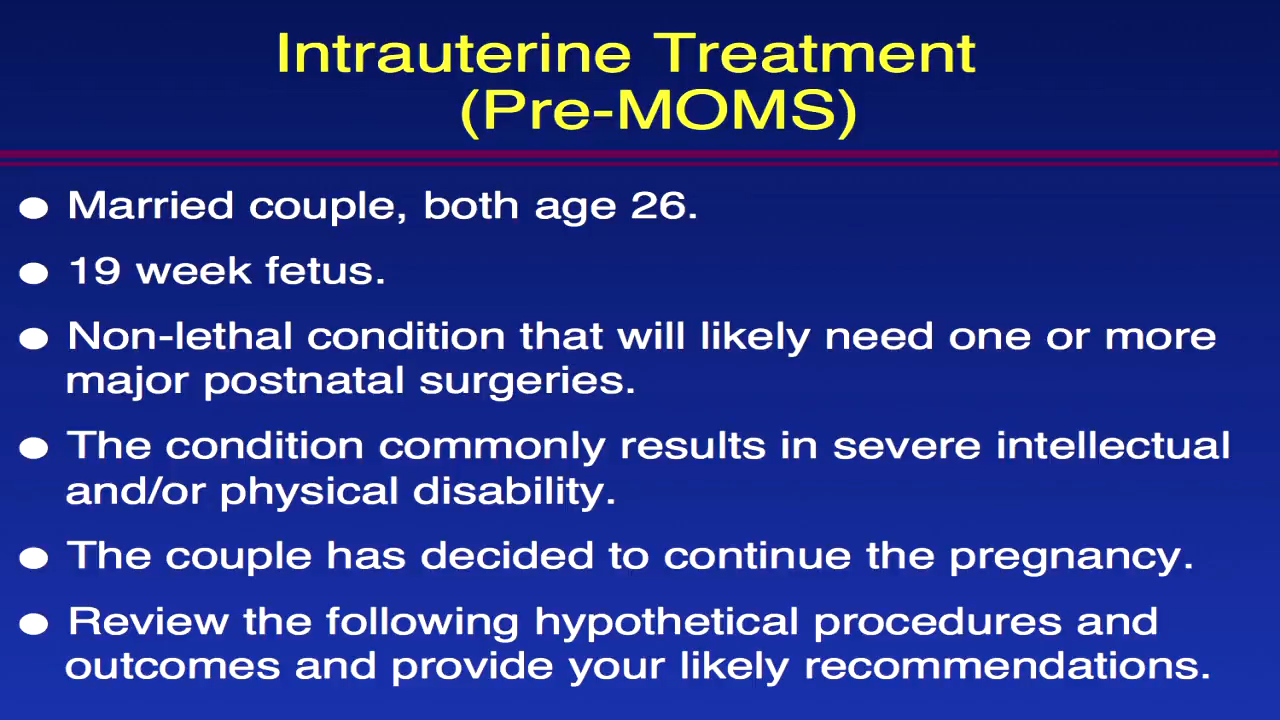 Intrauterine Treatment
(Pre-MOMS)
● Married couple, both age 26.
● 19 week fetus.
● Non-lethal condition that will likely need one or more
major postnatal surgeries.
● The condition commonly results in severe intellectual
and/or physical disability.
● The couple has decided to continue the pregnancy.
● Review the following hypothetical procedures and
outcomes and provide your likely recommendations.